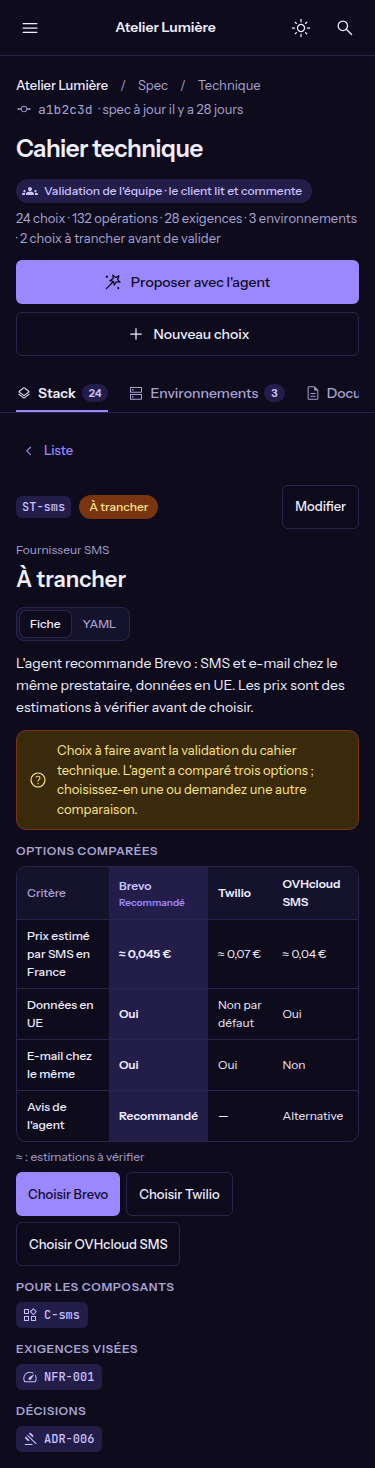 Atelier Lumière
Atelier Lumière / Spec / Technique
a1b2c3d · spec à jour il y a 28 jours
Cahier technique
Validation de l'équipe · le client lit et commente
24 choix · 132 opérations · 28 exigences · 3 environnements
· 2 choix à trancher avant de valider
Proposer avec l'agent
Nouveau choix
Stack 24 Environnements 3 Docu
Liste
ST-sms À trancher Modifier
Fournisseur SMS
À trancher
Fiche YAML
L'agent recommande Brevo : SMS et e-mail chez le
même prestataire, données en UE. Les prix sont des
estimations à vérifier avant de choisir.
Choix à faire avant la validation du cahier
technique. L'agent a comparé trois options ;
choisissez-en une ou demandez une autre
comparaison.
OPTIONS COMPARÉES
Critère Brevo Recommandé Twilio OVHcloud SMS
Prix estimé par SMS en France ≈ 0,045 € ≈ 0,07 € ≈ 0,04 €
Données en UE Oui Non par défaut Oui
E-mail chez le même Oui Oui Non
Avis de l'agent Recommandé — Alternative
≈ : estimations à vérifier
Choisir Brevo Choisir Twilio
Choisir OVHcloud SMS
POUR LES COMPOSANTS
C-sms
EXIGENCES VISÉES
NFR-001
DÉCISIONS
ADR-006